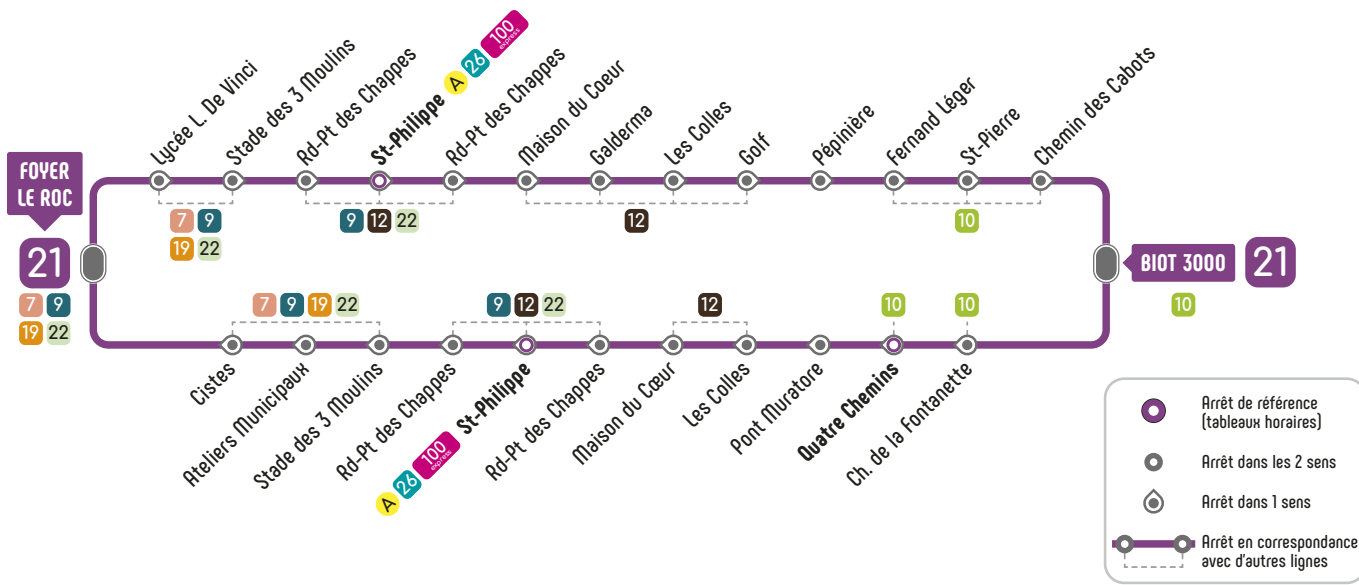 Lycée L. De Vinci
Stade des 3 Moulins
Rd-Pt des Chappes
St-Philippe A 26 100 express
Rd-Pt des Chappes
Maison du Coeur
Galderma
Les Colles
Golf
Pépinière
Fernand Léger
St-Pierre
Chemin des Cabots
FOYER
LE ROC
21
7 9
19 22
7 9
19 22
9 12 22
12
10
BIOT 3000 21
10
7 9 19 22
9 12 22
12
10
10
Cistes
Ateliers Municipaux
Stade des 3 Moulins
Rd-Pt des Chappes
A 26 100 express St-Philippe
Rd-Pt des Chappes
Maison du Cœur
Les Colles
Pont Muratore
Quatre Chemins
Ch. de la Fontanette
Arrêt de référence
(tableaux horaires)
Arrêt dans les 2 sens
Arrêt dans 1 sens
Arrêt en correspondance
avec d'autres lignes